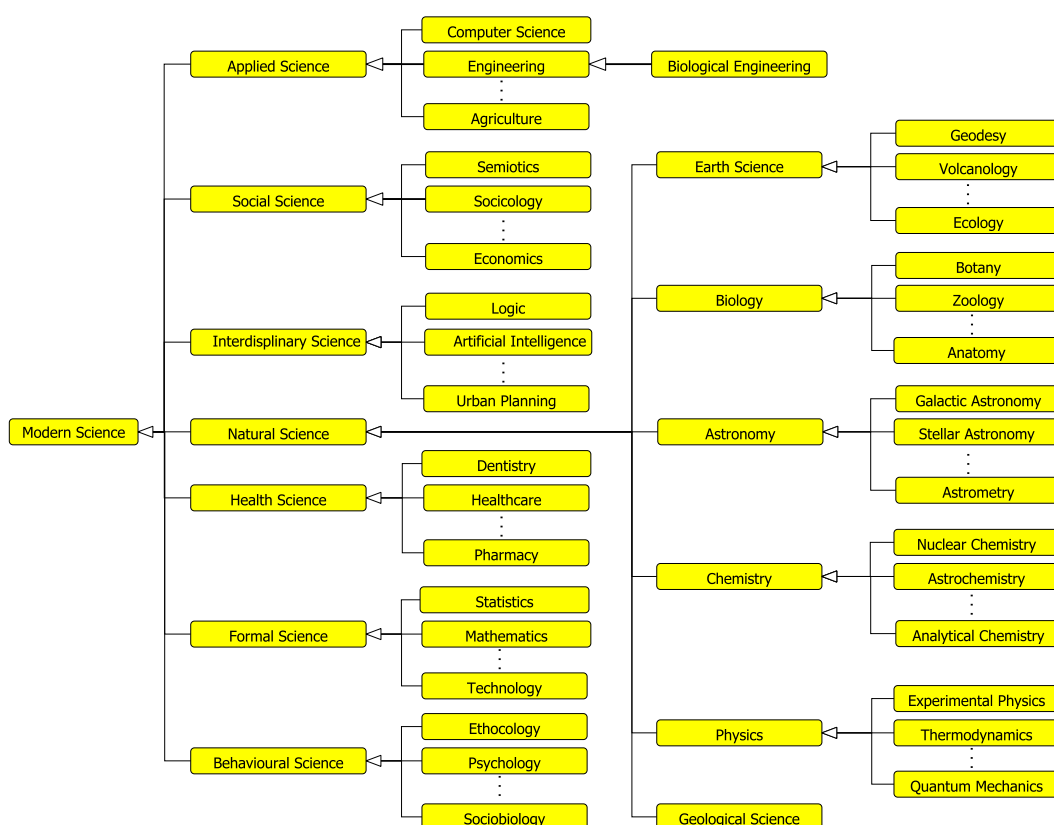 Modern Science
Applied Science
Computer Science
Engineering
Biological Engineering
Agriculture
Social Science
Semiotics
Socicology
Economics
Interdisplinary Science
Logic
Artificial Intelligence
Urban Planning
Natural Science
Earth Science
Geodesy
Volcanology
Ecology
Biology
Botany
Zoology
Anatomy
Astronomy
Galactic Astronomy
Stellar Astronomy
Astrometry
Chemistry
Nuclear Chemistry
Astrochemistry
Analytical Chemistry
Physics
Experimental Physics
Thermodynamics
Quantum Mechanics
Geological Science
Health Science
Dentistry
Healthcare
Pharmacy
Formal Science
Statistics
Mathematics
Technology
Behavioural Science
Ethocology
Psychology
Sociobiology